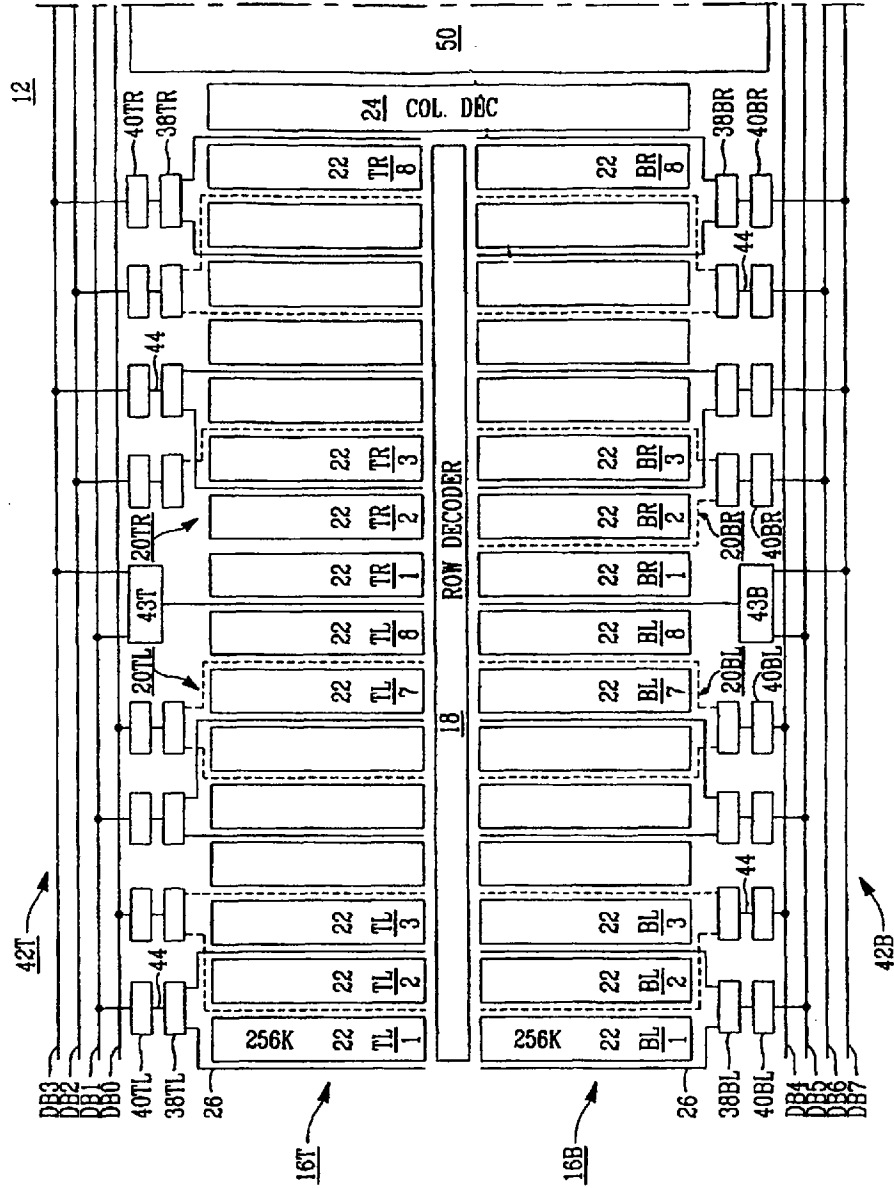 12
42T
DB3
DB2
DB1
DB0
40TL
38TL
44
20TL
43T
20TR
44
40TR
38TR
26
16T
256K
22 22 22 22 22 22 22 22 22
TL 1
TL 2
TL 3
TL 7
TL 8
TR 1
TR 2
TR 3
TR 8
18
ROW DECODER
24
COL. DEC
50
16B
256K
22 22 22 22 22 22 22 22 22
BL 1
BL 2
BL 3
BL 7
BL 8
BR 1
BR 2
BR 3
BR 8
26
38BL
40BL
44
20BL
40BL
43B
20BR
40BR
44
38BR
40BR
DB4
DB5
DB6
DB7
42B